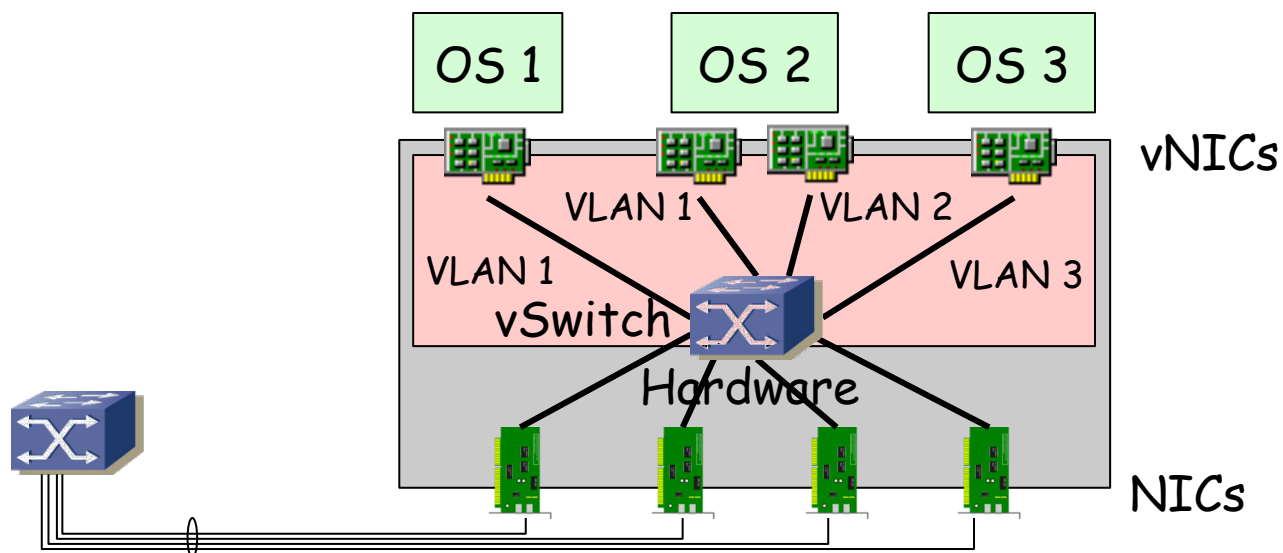 OS 1
OS 2
OS 3
vNICs
VLAN 1
VLAN 2
VLAN 1
VLAN 3
vSwitch
Hardware
NICs